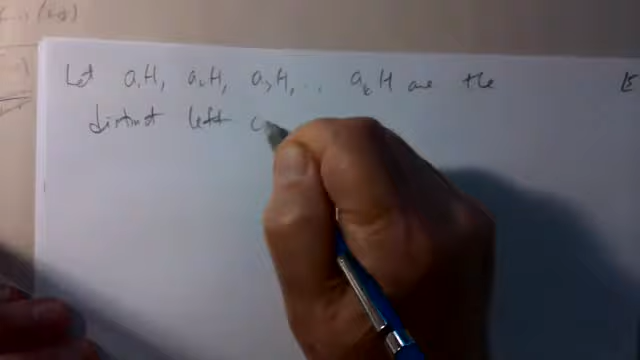 Let a₁H, a₂H, a₃H, .. aₖH are the
distinct left c